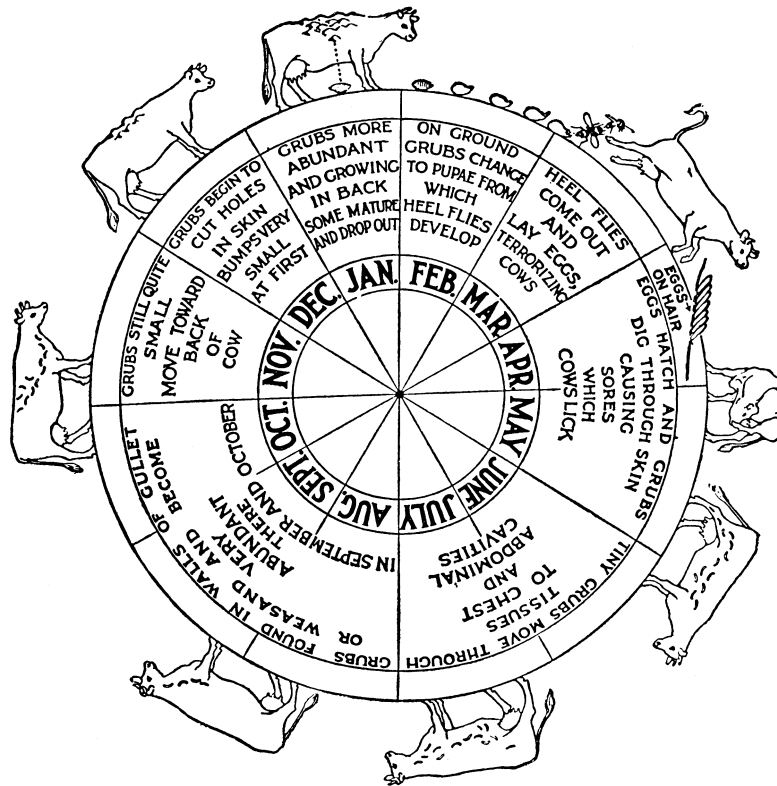 GRUBS MORE
ABUNDANT
AND GROWING
IN BACK
SOME MATURE
AND DROP OUT
ON GROUND
GRUBS CHANGE
TO PUPAE FROM
WHICH
HEEL FLIES
DEVELOP
HEEL FLIES
COME OUT
AND
LAY EGGS,
TERRORIZING
COWS
EGGS
ON HAIR
EGGS HATCH AND GRUBS
DIG THROUGH SKIN
CAUSING
SORES
WHICH
COWS LICK
TINY GRUBS MOVE THROUGH
TISSUES
TO CHEST
AND
ABDOMINAL
CAVITIES
GRUBS FOUND IN WALLS OF GULLET
OR WEASAND AND BECOME
VERY
ABUNDANT
THERE
IN SEPTEMBER AND OCTOBER
GRUBS STILL QUITE
SMALL
MOVE TOWARD
BACK
OF
COW
GRUBS BEGIN TO
CUT HOLES
IN SKIN
BUMPS VERY
SMALL
AT FIRST
JAN.
FEB.
MAR.
APR.
MAY
JUNE
JULY
AUG.
SEPT.
OCT.
NOV.
DEC.